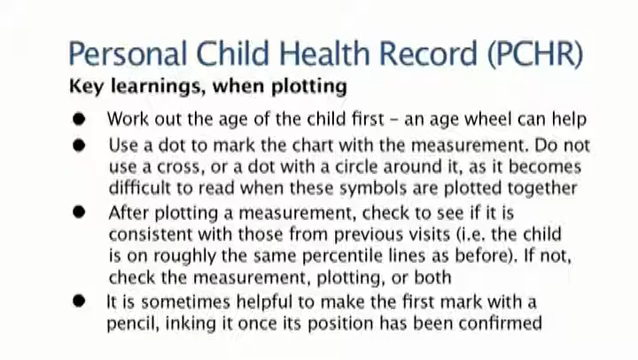 Personal Child Health Record (PCHR)
Key learnings, when plotting
● Work out the age of the child first – an age wheel can help
● Use a dot to mark the chart with the measurement. Do not
use a cross, or a dot with a circle around it, as it becomes
difficult to read when these symbols are plotted together
● After plotting a measurement, check to see if it is
consistent with those from previous visits (i.e. the child
is on roughly the same percentile lines as before). If not,
check the measurement, plotting, or both
● It is sometimes helpful to make the first mark with a
pencil, inking it once its position has been confirmed